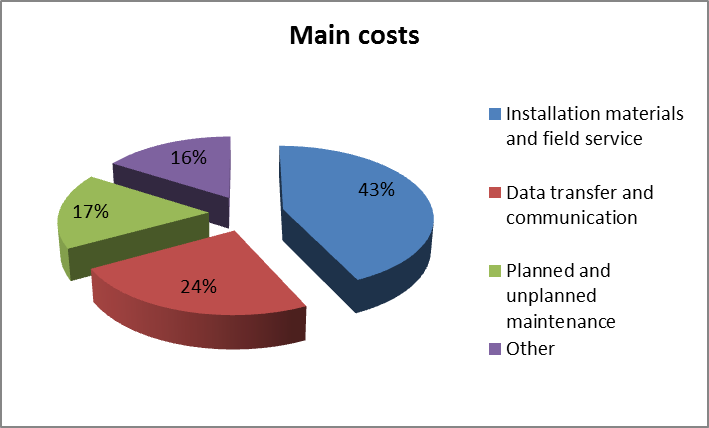 Main costs
16%
43%
17%
24%
Installation materials
and field service
Data transfer and
communication
Planned and
unplanned
maintenance
Other